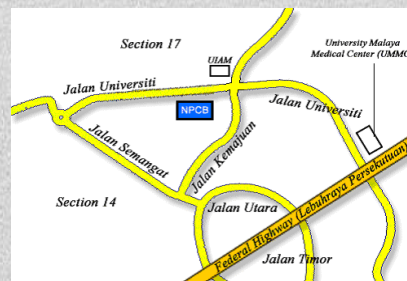 Section 17
University Malaya
Medical Center (UMMC)
UIAM
Jalan Universiti
NPCB
Jalan Universiti
Jalan Semangat
Jalan Kemajuan
Section 14
Jalan Utara
Federal Highway (Lebuhraya Persekutuan)
Jalan Timor